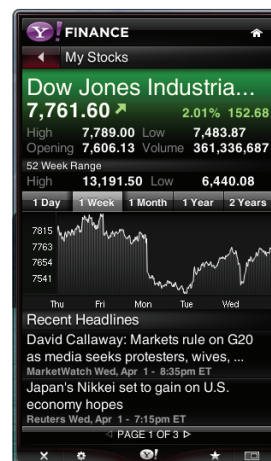 Y! FINANCE
My Stocks
Dow Jones Industria...
7,761.60 2.01% 152.68
High 7,789.00 Low 7,483.87
Opening 7,606.13 Volume 361,336,687
52 Week Range
High 13,191.50 Low 6,440.08
1 Day 1 Week 1 Month 1 Year 2 Years
7815
7763
7654
7541
Thu Fri Mon Tue Wed
Recent Headlines
David Callaway: Markets rule on G20
as media seeks protesters, wives, ...
MarketWatch Wed, Apr 1 - 8:35pm ET
Japan's Nikkei set to gain on U.S.
economy hopes
Reuters Wed, Apr 1 - 7:15pm ET
PAGE 1 OF 3
Y!